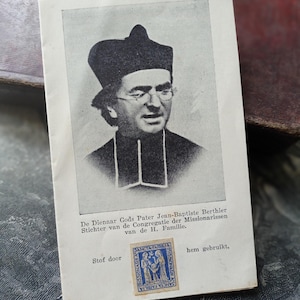 De Dienaar Gods Pater Jean-Baptiste Berthier
Stichter van de Congregatie der Missionarissen
van de H. Familie.
Stof door hem gebruikt.